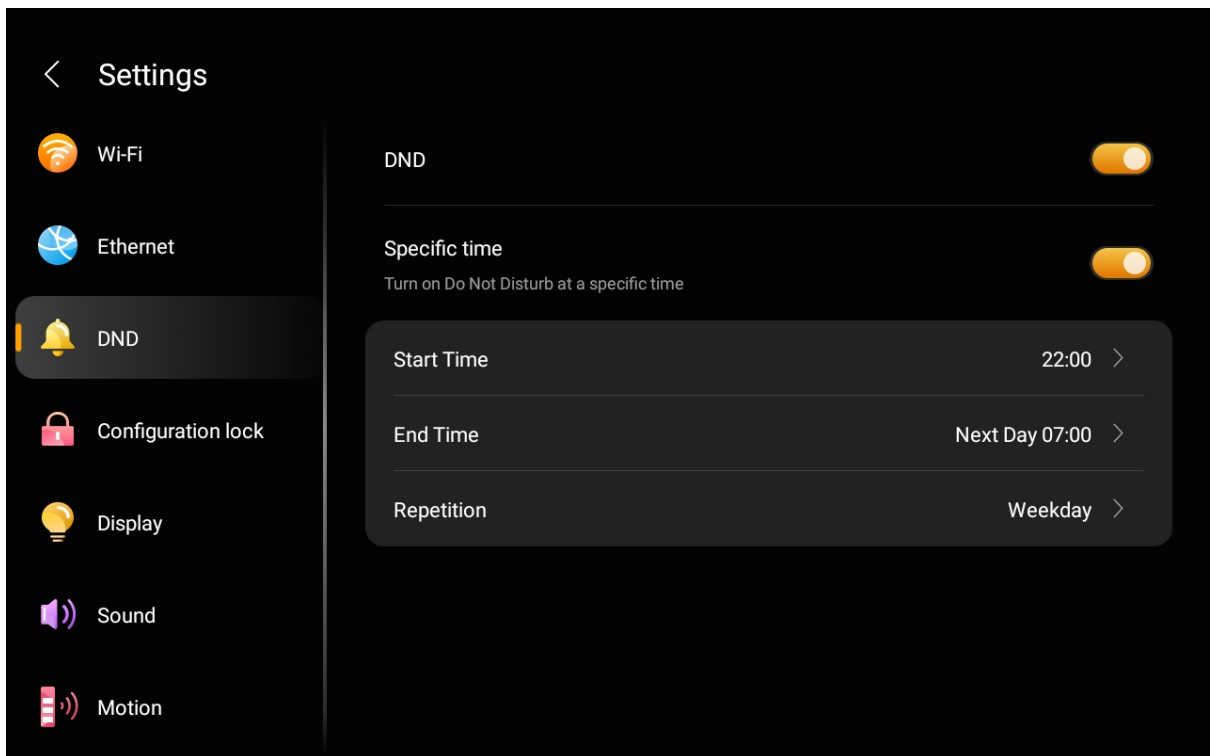 Settings
Wi-Fi
Ethernet
DND
Configuration lock
Display
Sound
Motion
DND
Specific time
Turn on Do Not Disturb at a specific time
Start Time 22:00
End Time Next Day 07:00
Repetition Weekday